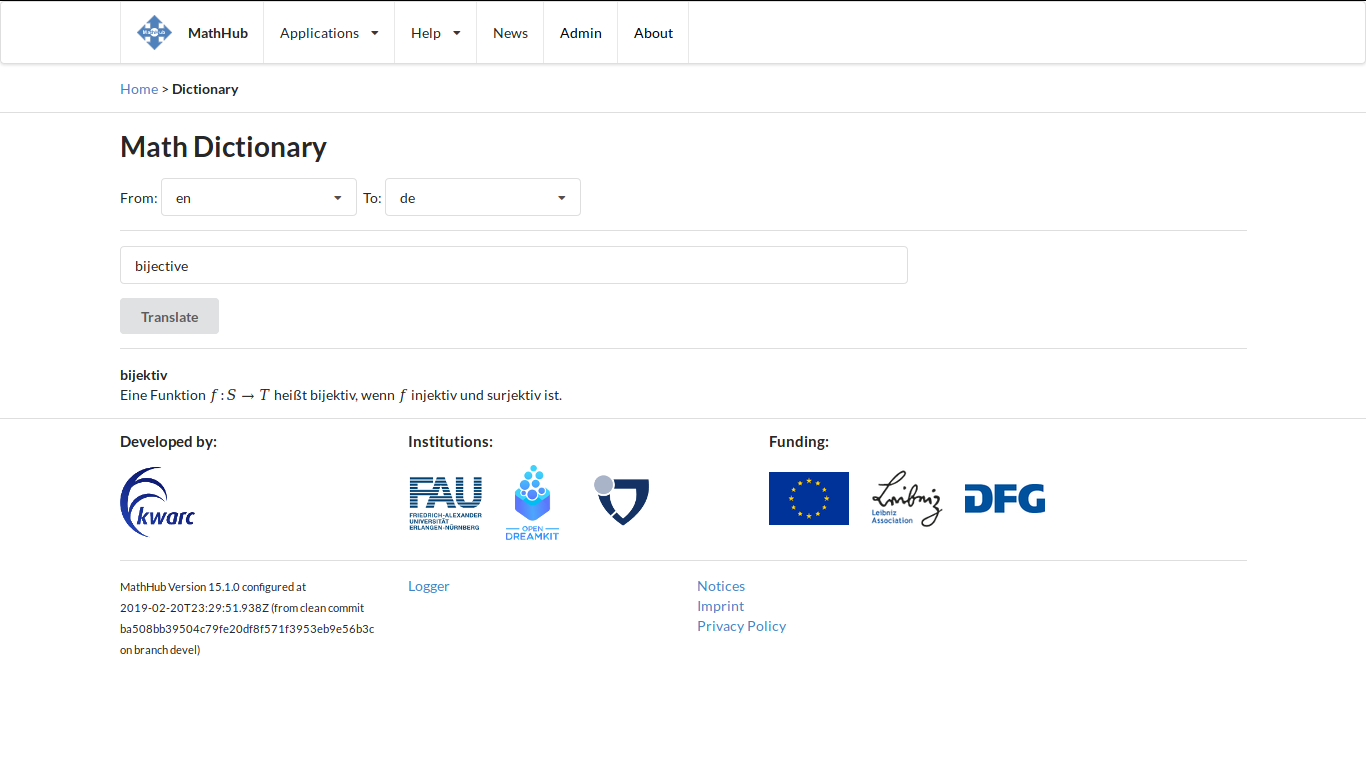 MathHub
MathHub Applications Help News Admin About
Home > Dictionary
Math Dictionary
From: en To: de
bijective
Translate
bijektiv
Eine Funktion f : S → T heißt bijektiv, wenn f injektiv und surjektiv ist.
Developed by: Institutions: Funding:
kwarc
FAU
FRIEDRICH-ALEXANDER
UNIVERSITÄT
ERLANGEN-NÜRNBERG
OPEN
DREAMKIT
Leibniz
Leibniz
Association
DFG
MathHub Version 15.1.0 configured at
2019-02-20T23:29:51.938Z (from clean commit
ba508bb39504c79fe20df8f571f3953eb9e56b3c
on branch devel)
Logger
Notices
Imprint
Privacy Policy